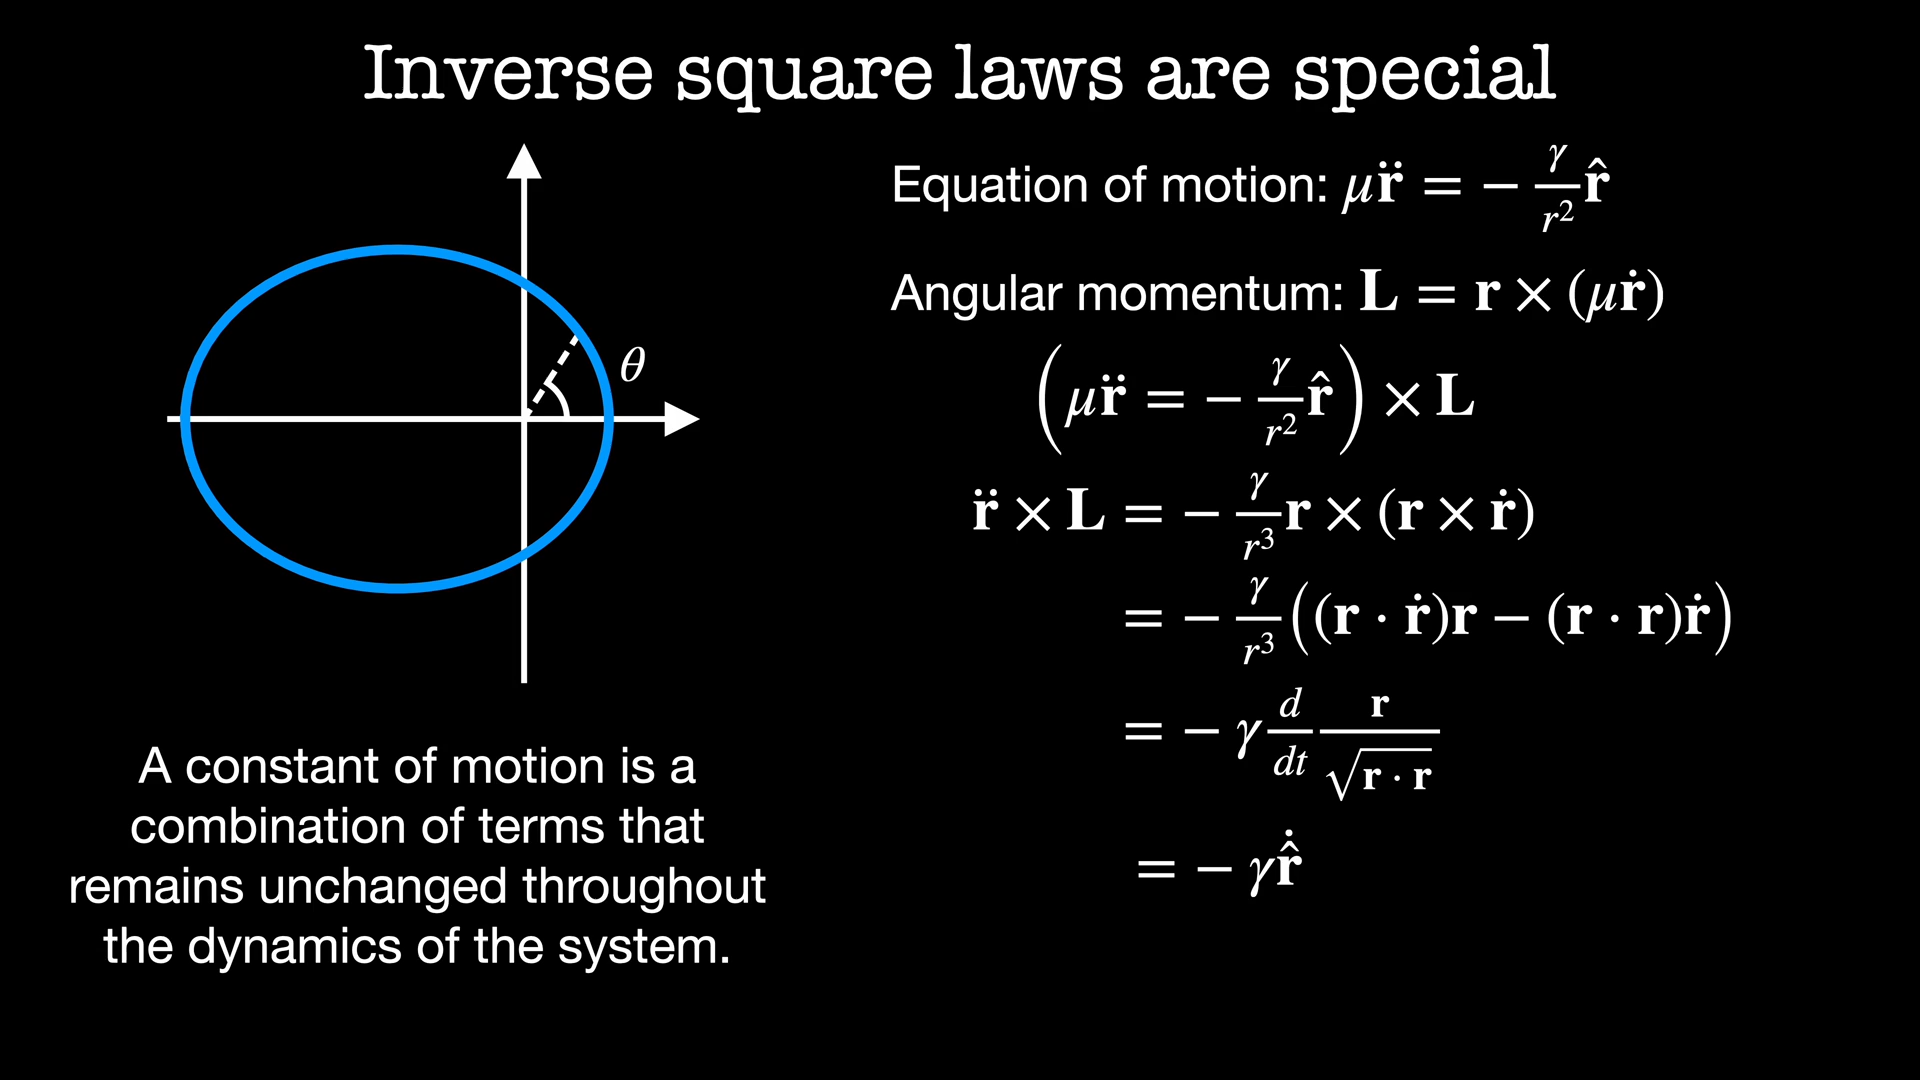 Inverse square laws are special
Equation of motion: μr̈ = − γ/r² r̂
Angular momentum: L = r × (μṙ)
(μr̈ = − γ/r² r̂) × L
θ
r̈ × L = − γ/r³ r × (r × ṙ)
= − γ/r³ ((r · ṙ)r − (r · r)ṙ)
= − γ d/dt r/√(r · r)
A constant of motion is a
combination of terms that
remains unchanged throughout
the dynamics of the system.
= − γr̂̇